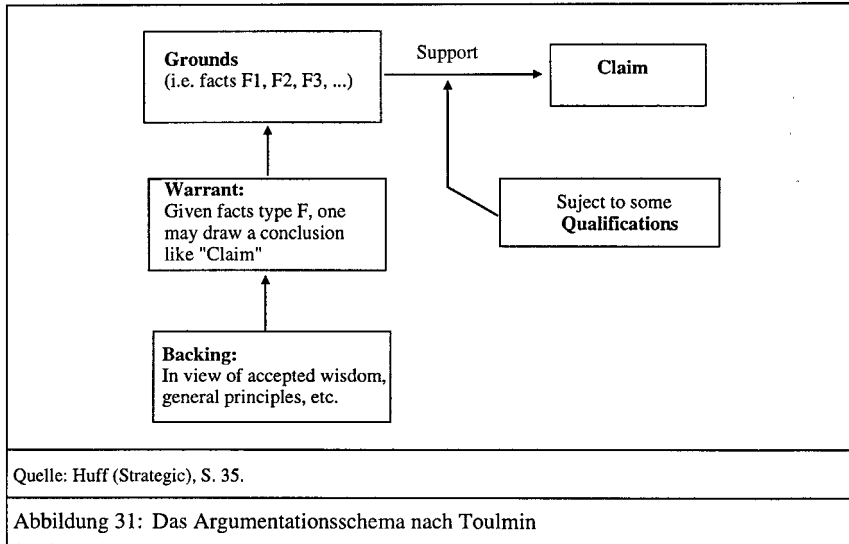 Grounds
(i.e. facts F1, F2, F3, ...)
Support
Claim
Warrant:
Given facts type F, one
may draw a conclusion
like "Claim"
Suject to some
Qualifications
Backing:
In view of accepted wisdom,
general principles, etc.
Quelle: Huff (Strategic), S. 35.
Abbildung 31: Das Argumentationsschema nach Toulmin